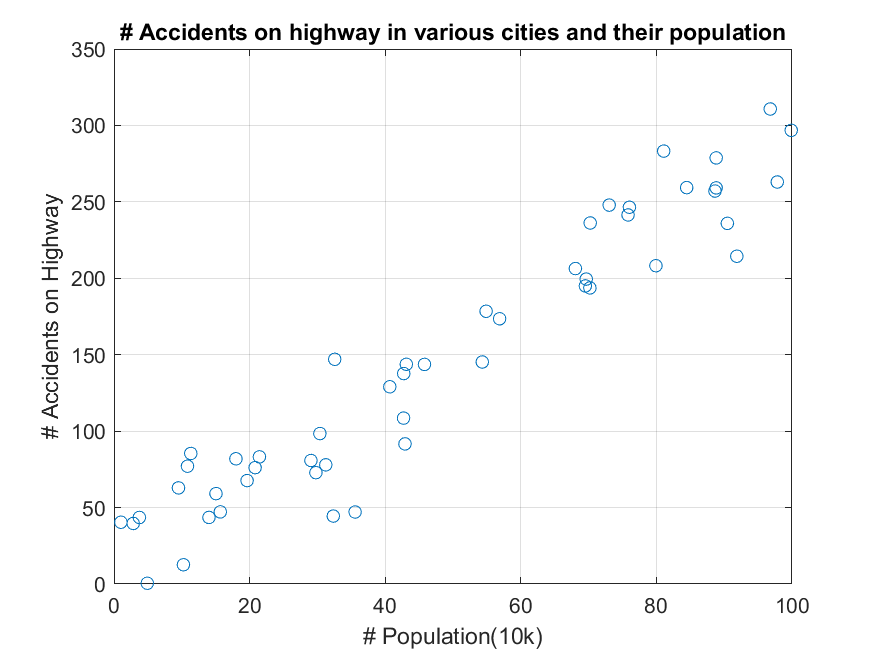 # Accidents on highway in various cities and their population
350
300
250
200
150
100
50
0
# Accidents on Highway
0 20 40 60 80 100
# Population(10k)